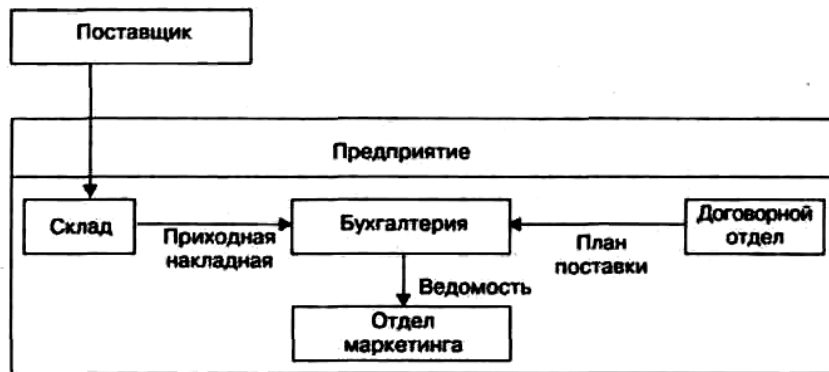 Поставщик
Предприятие
Склад
Приходная
накладная
Бухгалтерия
План
поставки
Договорной
отдел
Ведомость
Отдел
маркетинга